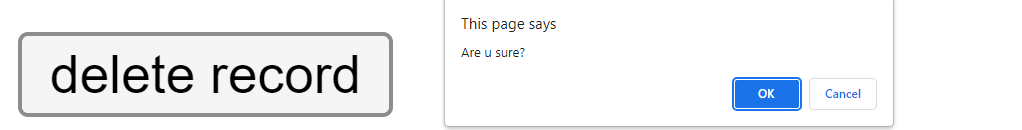 delete record
This page says
Are u sure?
OK
Cancel